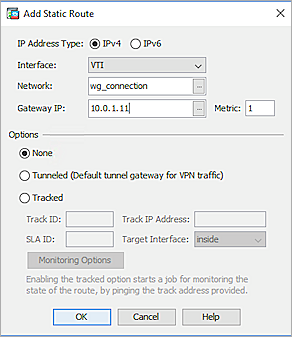 Add Static Route
IP Address Type: IPv4 IPv6
Interface: VTI
Network: wg_connection ...
Gateway IP: 10.0.1.11 ... Metric: 1
Options
None
Tunneled (Default tunnel gateway for VPN traffic)
Tracked
Track ID: Track IP Address:
SLA ID: Target Interface: inside
Monitoring Options
Enabling the tracked option starts a job for monitoring the
state of the route, by pinging the track address provided.
OK Cancel Help